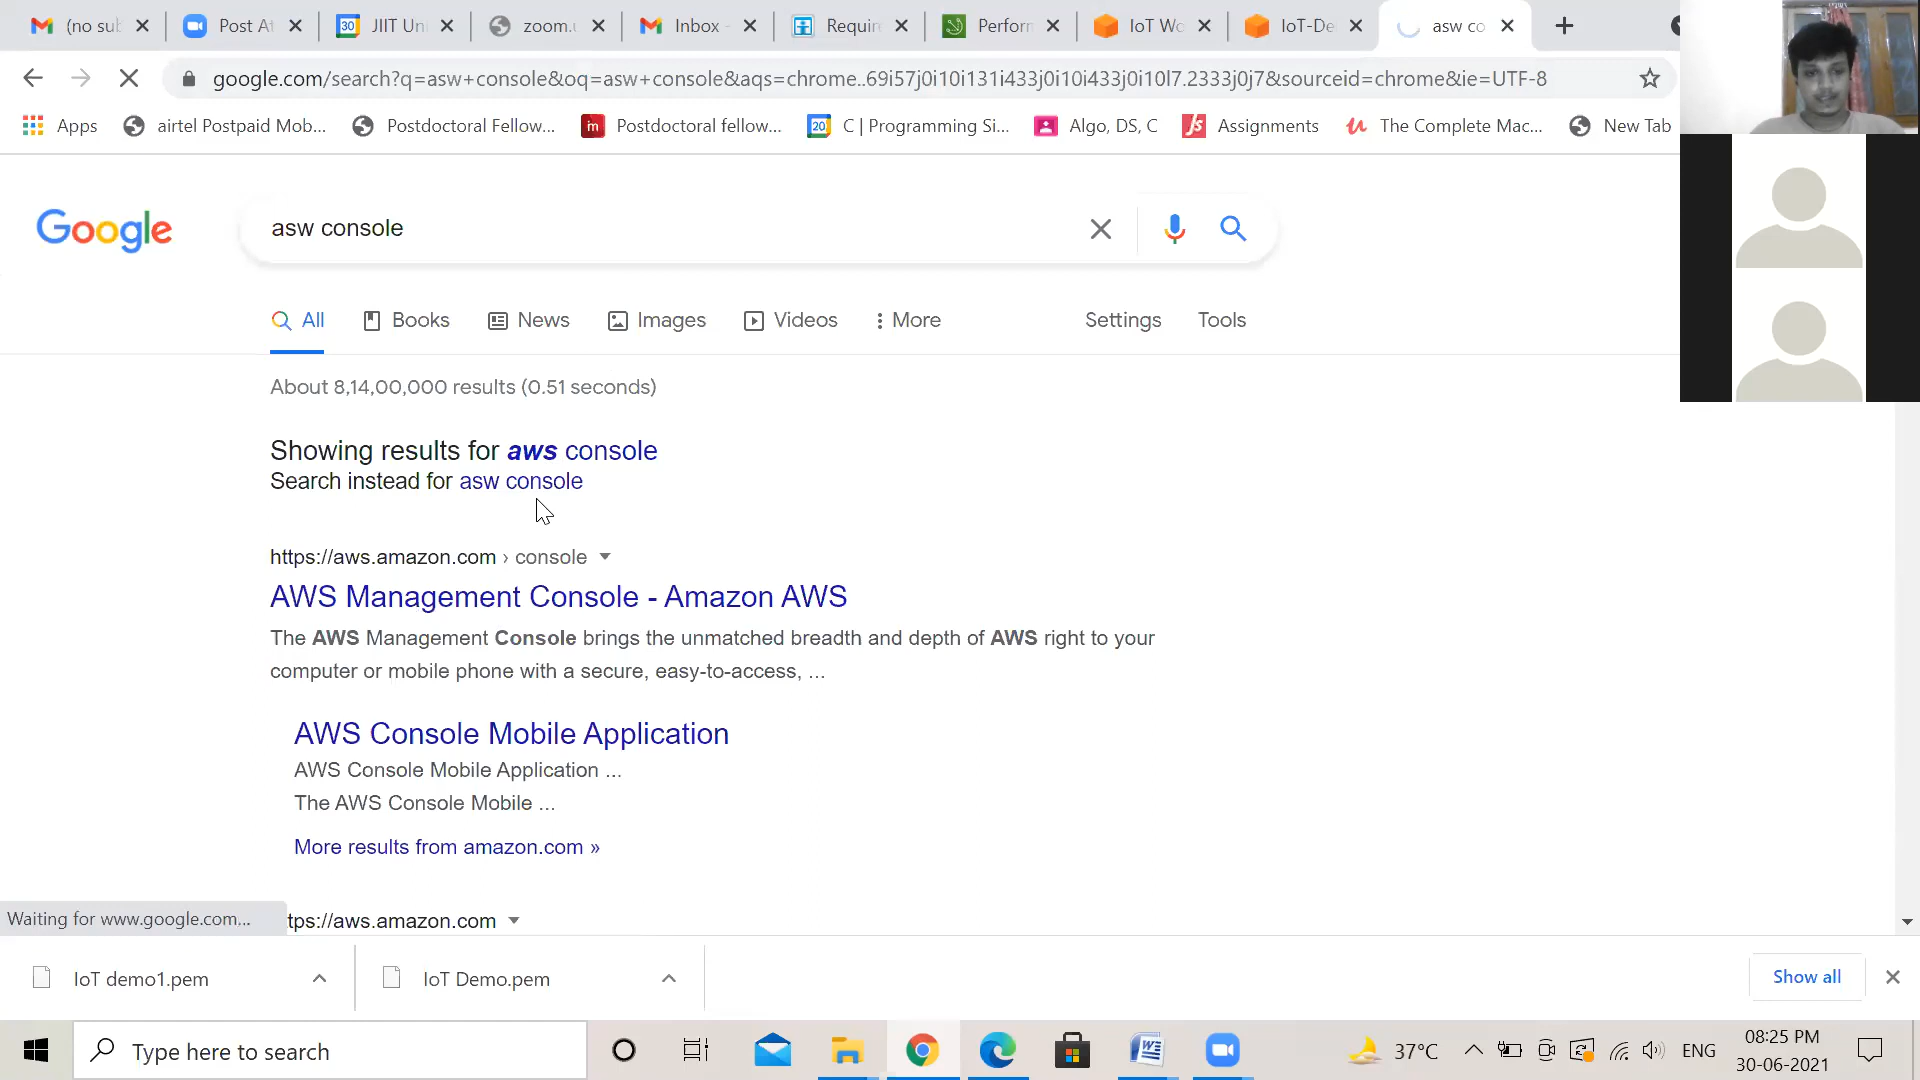 (no sub
Post At
30
JIIT Uni
zoom.u
Inbox -
Requir
Perform
IoT Wo
IoT-De
asw co
google.com/search?q=asw+console&oq=asw+console&aqs=chrome..69i57j0i10i131i433j0i10i433j0i10l7.2333j0j7&sourceid=chrome&ie=UTF-8
Apps
airtel Postpaid Mob...
Postdoctoral Fellow...
m
Postdoctoral fellow...
20
C | Programming Si...
Algo, DS, C
Assignments
The Complete Mac...
New Tab
Google
asw console
All
Books
News
Images
Videos
More
Settings
Tools
About 8,14,00,000 results (0.51 seconds)
Showing results for aws console
Search instead for asw console
https://aws.amazon.com › console
AWS Management Console - Amazon AWS
The AWS Management Console brings the unmatched breadth and depth of AWS right to your
computer or mobile phone with a secure, easy-to-access, ...
AWS Console Mobile Application
AWS Console Mobile Application ...
The AWS Console Mobile ...
More results from amazon.com »
Waiting for www.google.com...
ttps://aws.amazon.com
IoT demo1.pem
IoT Demo.pem
Show all
Type here to search
37°C
ENG
08:25 PM
30-06-2021